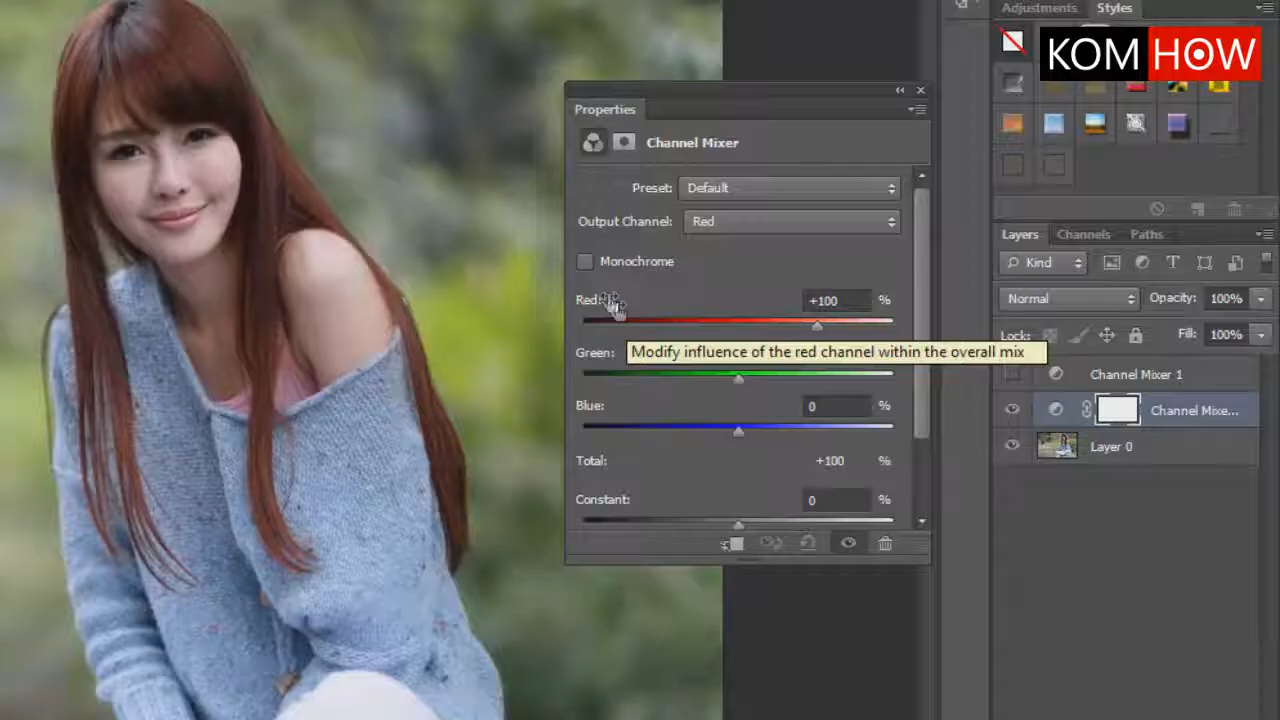 Adjustments Styles
KOM HOW
Properties
Channel Mixer
Preset: Default
Output Channel: Red
Monochrome
Red: +100 %
Modify influence of the red channel within the overall mix
Green:
Blue: 0 %
Total: +100 %
Constant: 0 %
Layers Channels Paths
Kind
Normal Opacity: 100%
Lock: Fill: 100%
Channel Mixer 1
Channel Mixe...
Layer 0